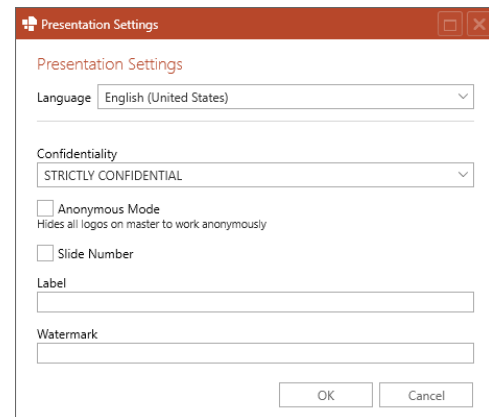 Presentation Settings
Presentation Settings
Language English (United States)
Confidentiality
STRICTLY CONFIDENTIAL
Anonymous Mode
Hides all logos on master to work anonymously
Slide Number
Label
Watermark
OK Cancel